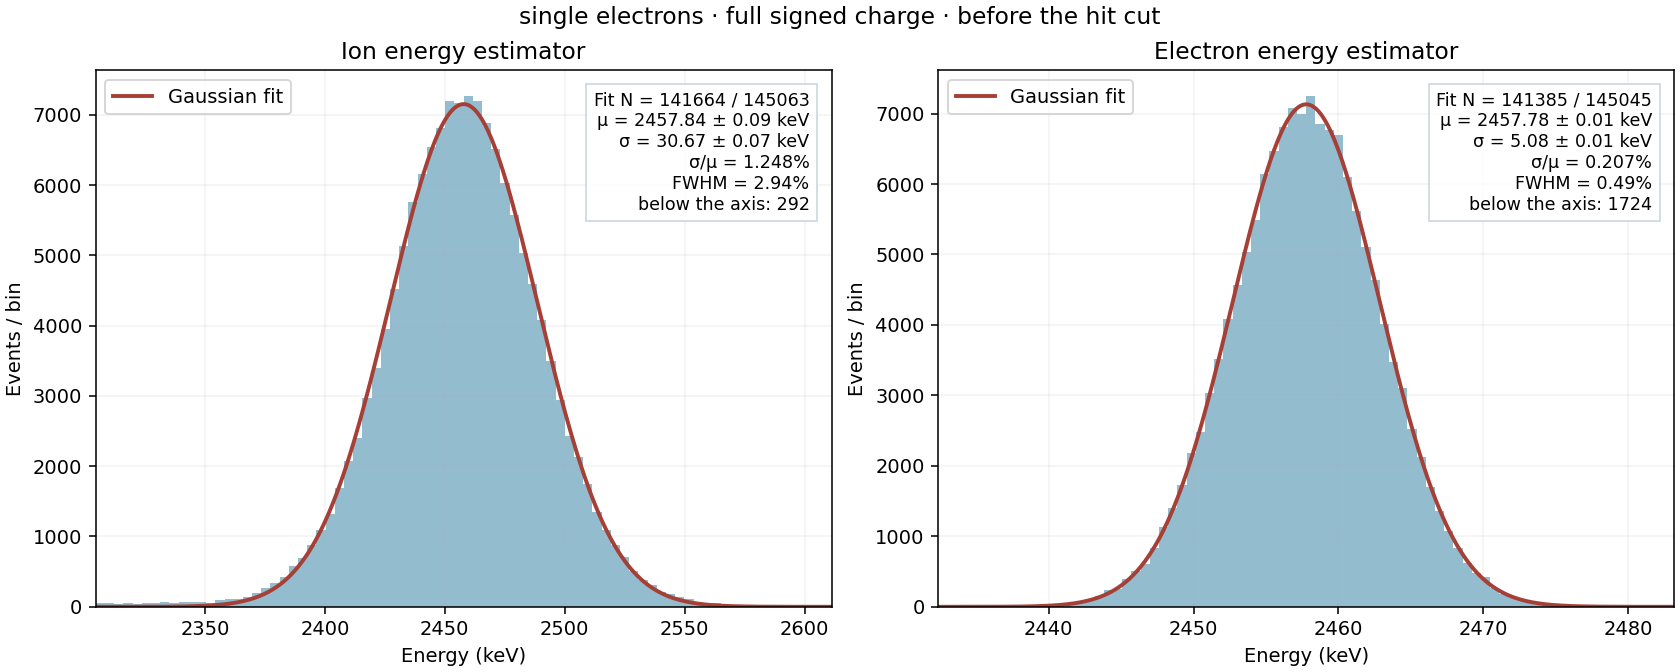 single electrons · full signed charge · before the hit cut
Ion energy estimator
Gaussian fit
Fit N = 141664 / 145063
μ = 2457.84 ± 0.09 keV
σ = 30.67 ± 0.07 keV
σ/μ = 1.248%
FWHM = 2.94%
below the axis: 292
Events / bin
7000
6000
5000
4000
3000
2000
1000
0
2350 2400 2450 2500 2550 2600
Energy (keV)
Electron energy estimator
Gaussian fit
Fit N = 141385 / 145045
μ = 2457.78 ± 0.01 keV
σ = 5.08 ± 0.01 keV
σ/μ = 0.207%
FWHM = 0.49%
below the axis: 1724
Events / bin
7000
6000
5000
4000
3000
2000
1000
0
2440 2450 2460 2470 2480
Energy (keV)